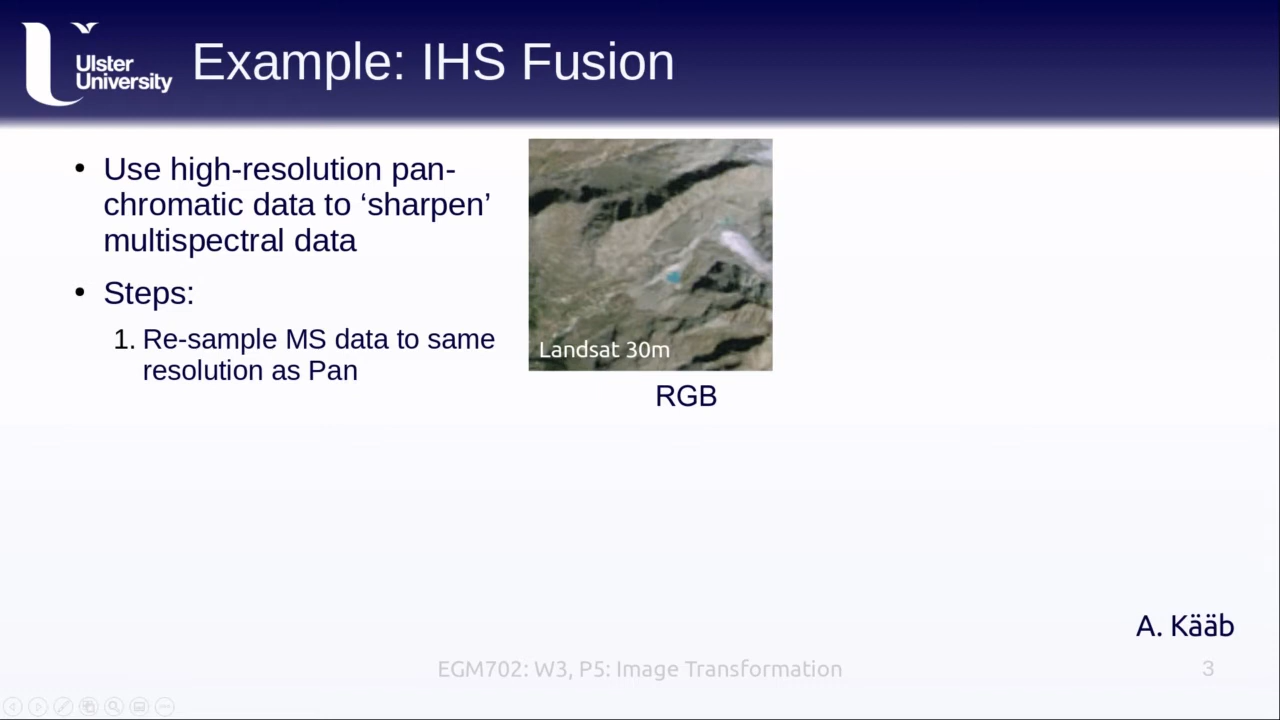 Ulster
University
Example: IHS Fusion
• Use high-resolution pan-
chromatic data to ‘sharpen’
multispectral data
• Steps:
1. Re-sample MS data to same
resolution as Pan
Landsat 30m
RGB
A. Kääb
EGM702: W3, P5: Image Transformation
3